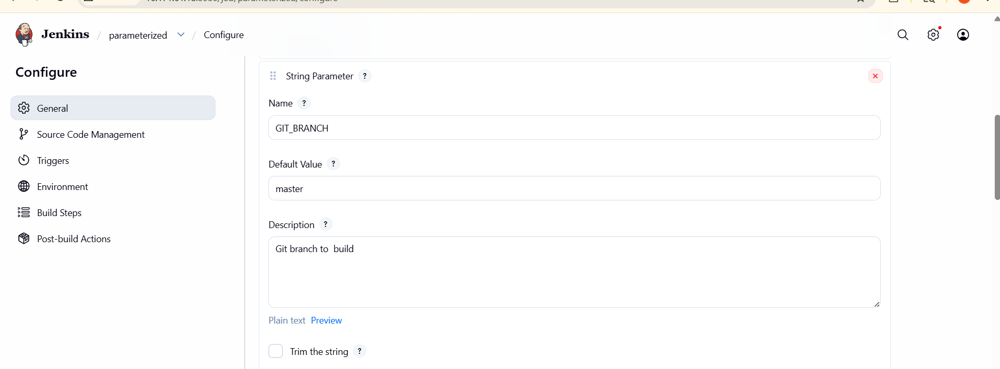 Jenkins / parameterized / Configure
Configure
General
Source Code Management
Triggers
Environment
Build Steps
Post-build Actions
String Parameter ?
Name ?
GIT_BRANCH
Default Value ?
master
Description ?
Git branch to  build
Plain text Preview
Trim the string ?